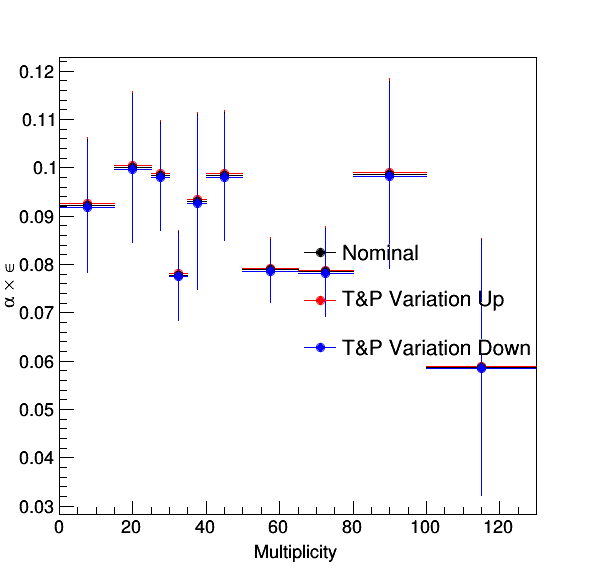 0.12
0.11
0.1
0.09
0.08
0.07
0.06
0.05
0.04
0.03
α × ϵ
Nominal
T&P Variation Up
T&P Variation Down
0 20 40 60 80 100 120
Multiplicity